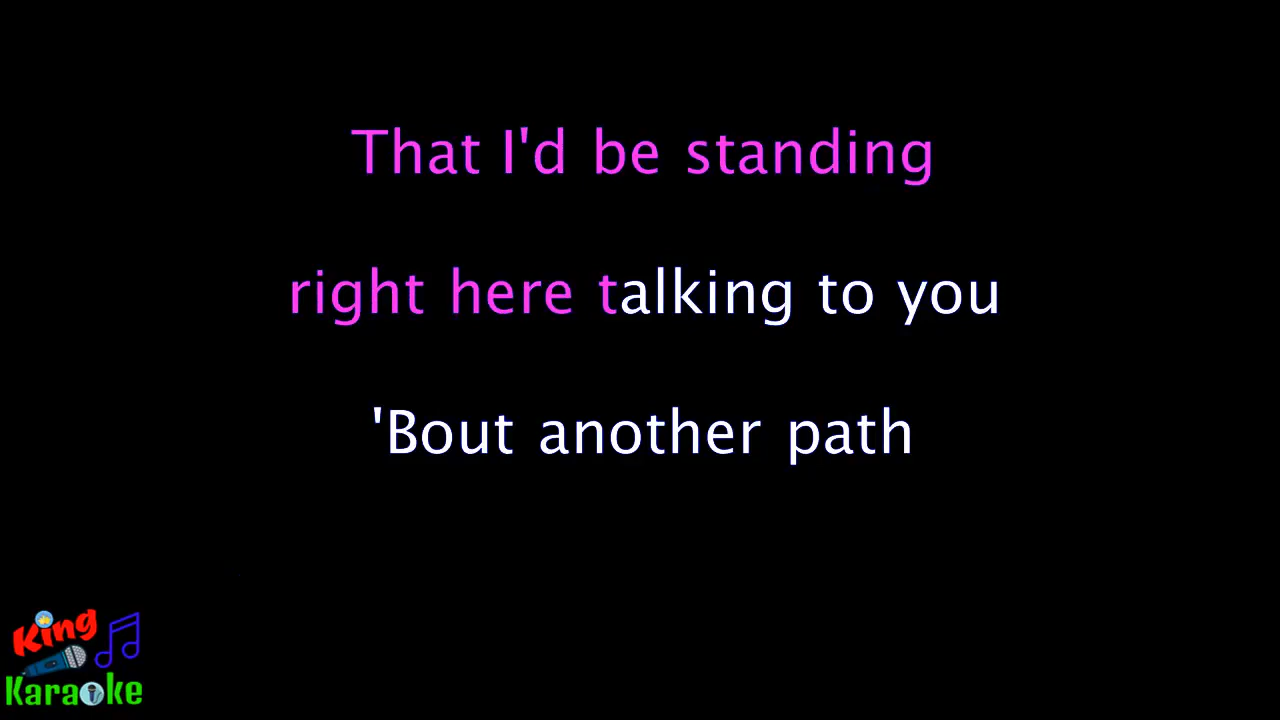 That I'd be standing
right here talking to you
'Bout another path
King
Karaoke